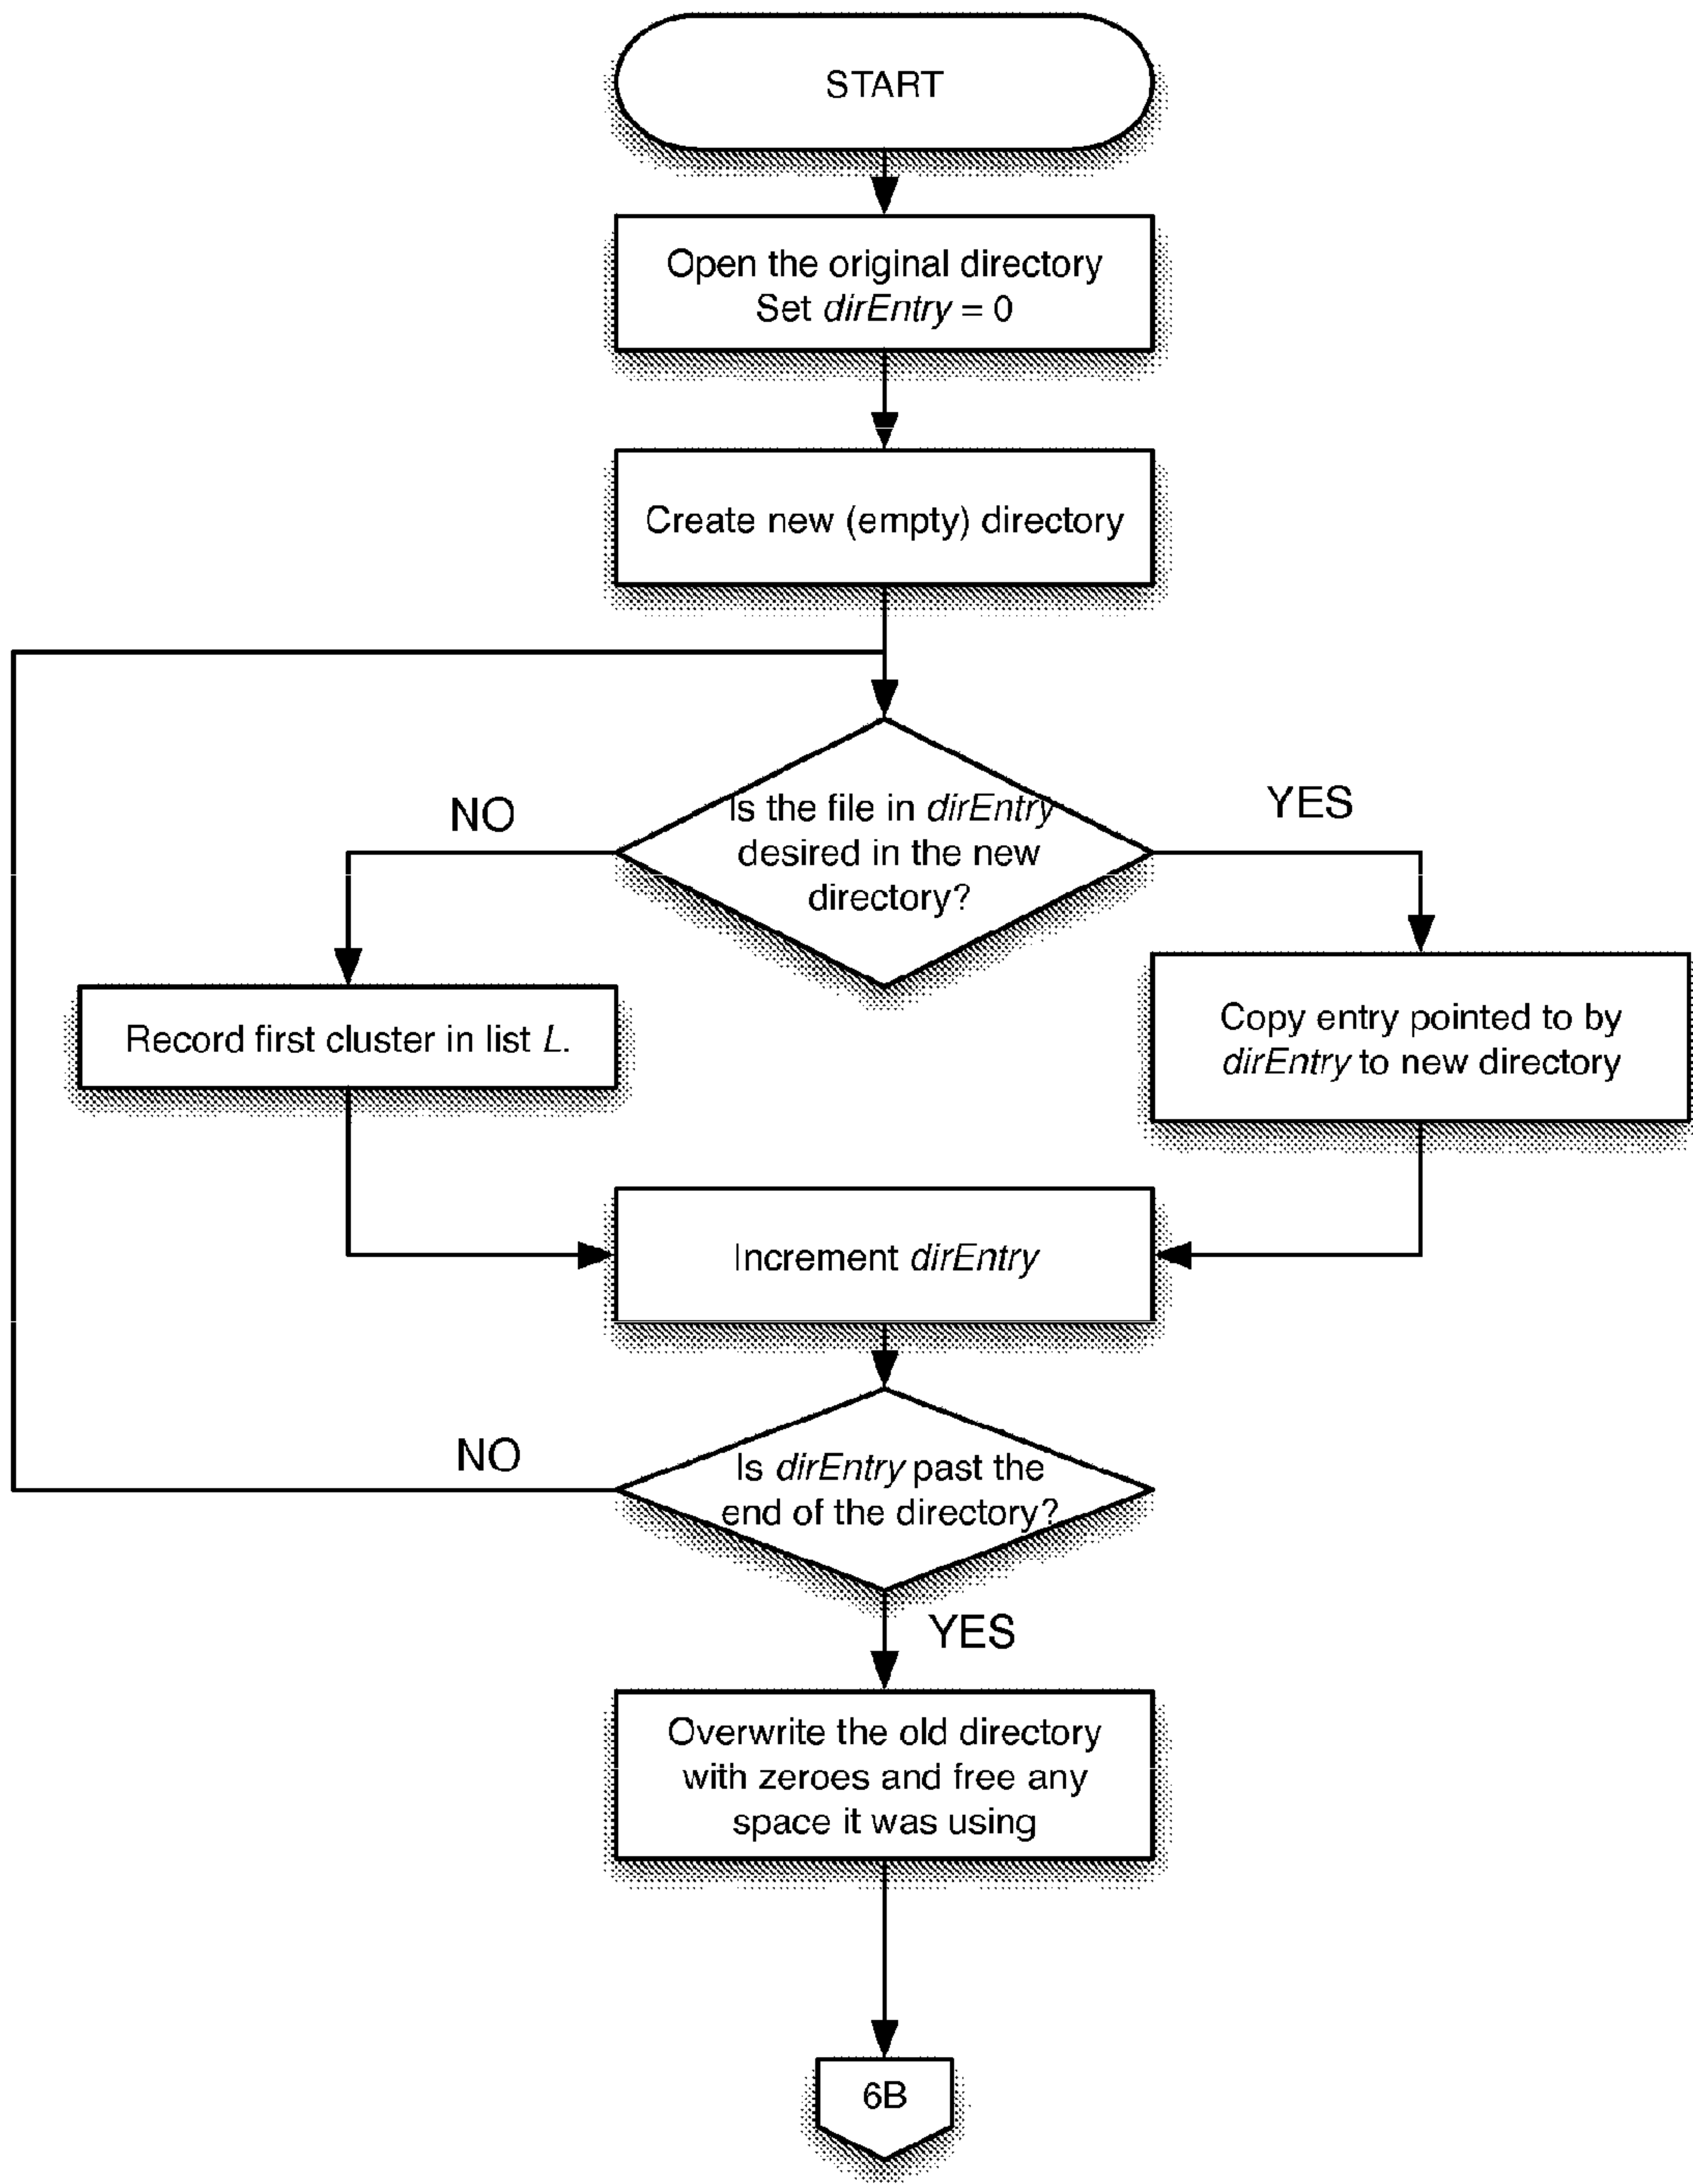 START
Open the original directory
Set dirEntry = 0
Create new (empty) directory
NO
YES
Is the file in dirEntry
desired in the new
directory?
Record first cluster in list L.
Copy entry pointed to by
dirEntry to new directory
Increment dirEntry
NO
Is dirEntry past the
end of the directory?
YES
Overwrite the old directory
with zeroes and free any
space it was using
6B